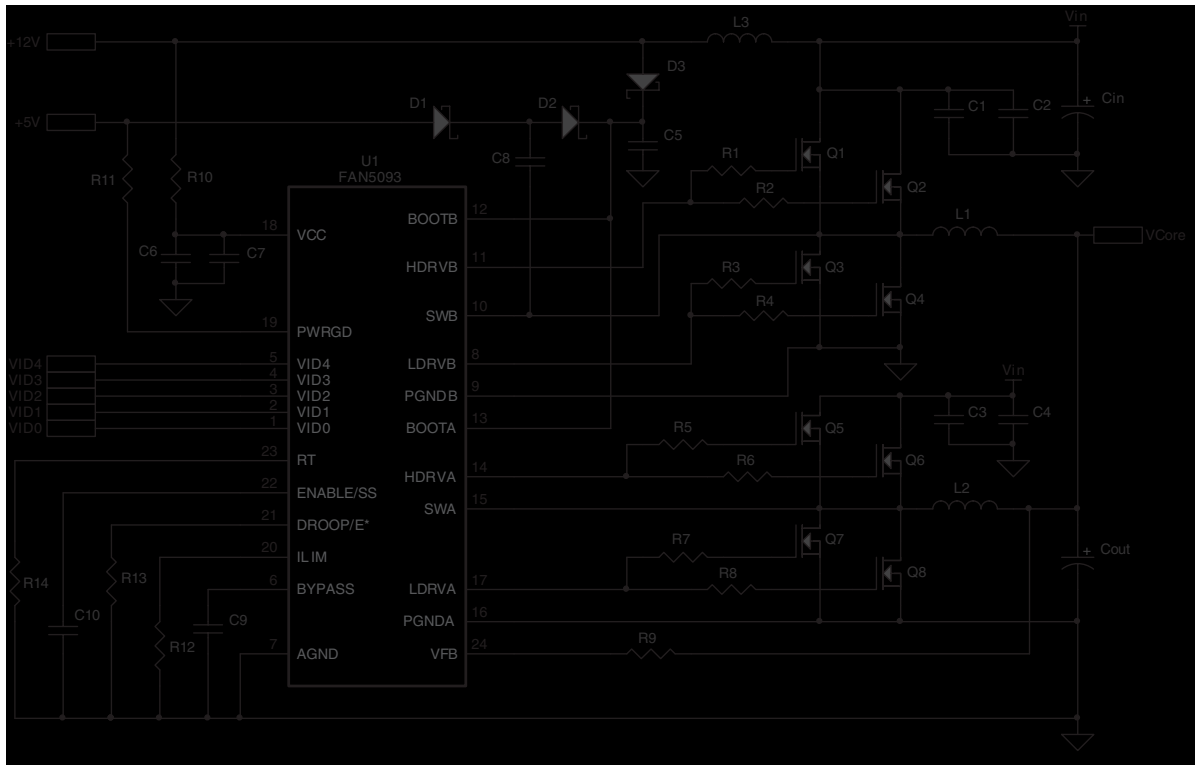 L3
Vin
+12V
D3
D1
D2
C1
C2
+
Cin
+5V
C5
C8
R1
Q1
U1
FAN5093
R11
R10
R2
Q2
12
BOOTB
18
VCC
L1
VCore
C6
C7
11
HDRVB
R3
Q3
R4
Q4
10
SWB
19
PWRGD
8
LDRVB
VID4
5
VID4
VID3
4
VID3
VID2
3
VID2
9
PGNDB
Vin
VID1
2
VID1
C3
C4
VID0
1
VID0
13
BOOTA
R5
Q5
23
RT
R6
Q6
14
HDRVA
22
ENABLE/SS
L2
15
SWA
21
DROOP/E*
R7
Q7
20
ILIM
+
Cout
R14
R13
6
BYPASS
17
LDRVA
R8
Q8
C10
C9
16
PGNDA
R12
7
AGND
24
VFB
R9